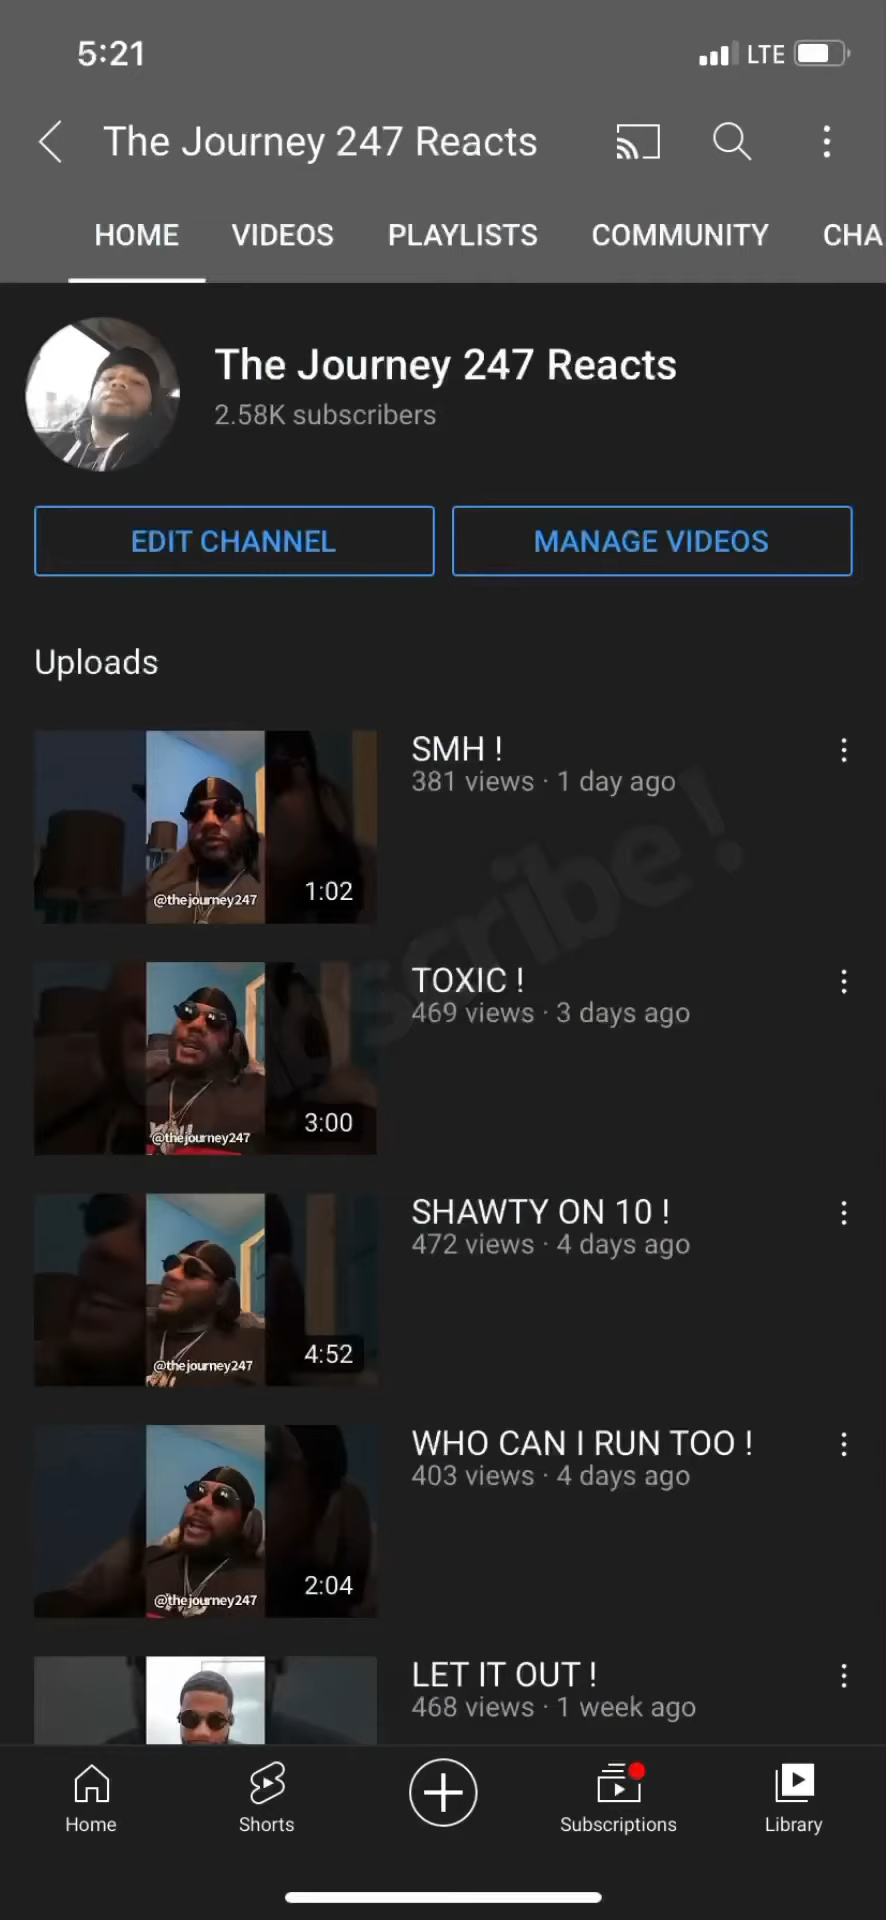 5:21
LTE
The Journey 247 Reacts
HOME VIDEOS PLAYLISTS COMMUNITY CHA
The Journey 247 Reacts
2.58K subscribers
EDIT CHANNEL MANAGE VIDEOS
Uploads
SMH !
381 views · 1 day ago
@thejourney247
1:02
TOXIC !
469 views · 3 days ago
@thejourney247
3:00
SHAWTY ON 10 !
472 views · 4 days ago
@thejourney247
4:52
WHO CAN I RUN TOO !
403 views · 4 days ago
@thejourney247
2:04
LET IT OUT !
468 views · 1 week ago
Home Shorts Subscriptions Library